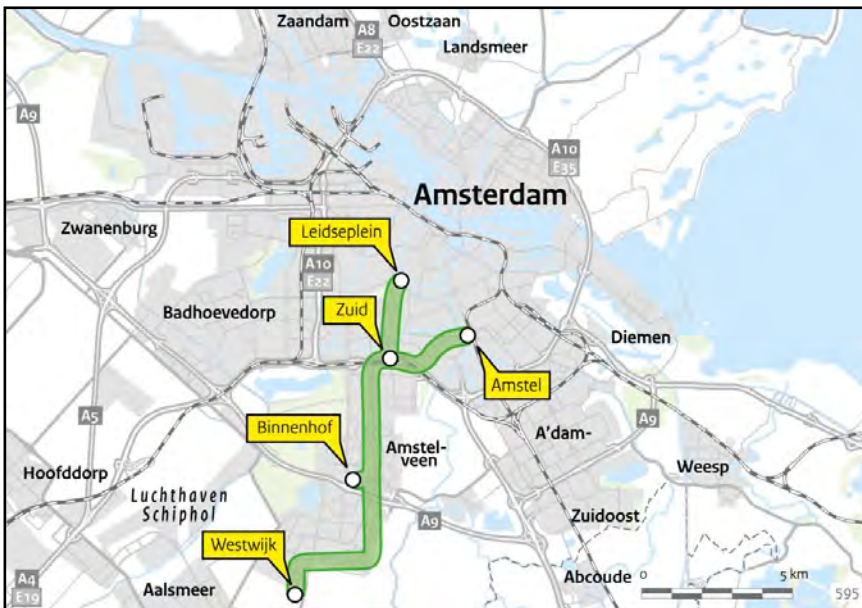 Zaandam
Oostzaan
A8
E22
Landsmeer
A9
A10
E35
Amsterdam
Zwanenburg
Leidseplein
A10
E22
Badhoevedorp
Zuid
Diemen
Amstel
A5
Binnenhof
Amstel-
veen
A'dam-
A9
Hoofddorp
Weesp
Luchthaven
Schiphol
A9
Zuidoost
Westwijk
A4
E19
Aalsmeer
Abcoude
0
5 km
595